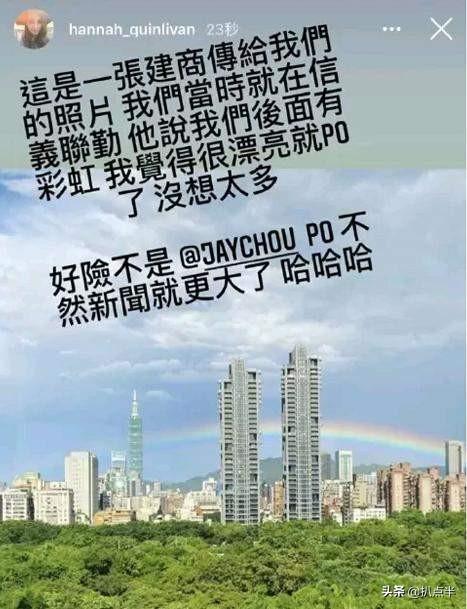 hannah_quinlivan 23秒
這是一張建商傳給我們
的照片 我們當時就在信
義聯勤 他說我們後面有
彩虹 我覺得很漂亮就PO
了 沒想太多
好險不是 @JAYCHOU PO 不
然新聞就更大了 哈哈哈
头条 @扒点半